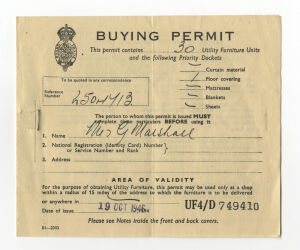 BUYING PERMIT
This permit contains 30 Utility Furniture Units
and the following Priority Dockets
Curtain material
To be quoted in any correspondence
1 Floor covering
Mattresses
Reference Number
Blankets
Sheets
The person to whom this permit is issued MUST
complete these particulars BEFORE using it:
1. Name Mrs G Marshall
2. National Registration (Identity Card) Number
or Service Number and Rank
3. Address
AREA OF VALIDITY
For the purpose of obtaining Utility Furniture, this permit may be used only at a shop
within a radius of 15 miles of the address to which the furniture is to be delivered
or anywhere in
Date of issue 19 OCT 1946 UF4/D 749410
Please see Notes inside the front and back covers.